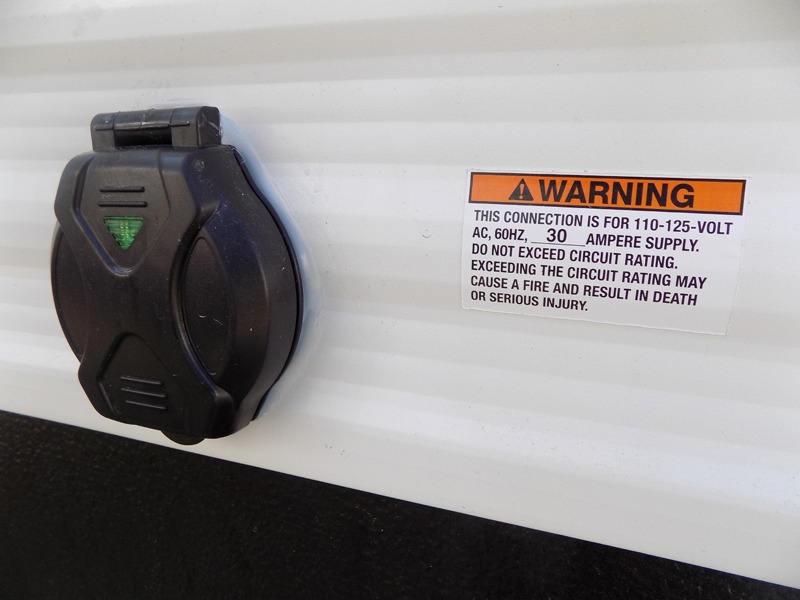 WARNING
THIS CONNECTION IS FOR 110-125-VOLT
AC, 60HZ, 30 AMPERE SUPPLY.
DO NOT EXCEED CIRCUIT RATING.
EXCEEDING THE CIRCUIT RATING MAY
CAUSE A FIRE AND RESULT IN DEATH
OR SERIOUS INJURY.